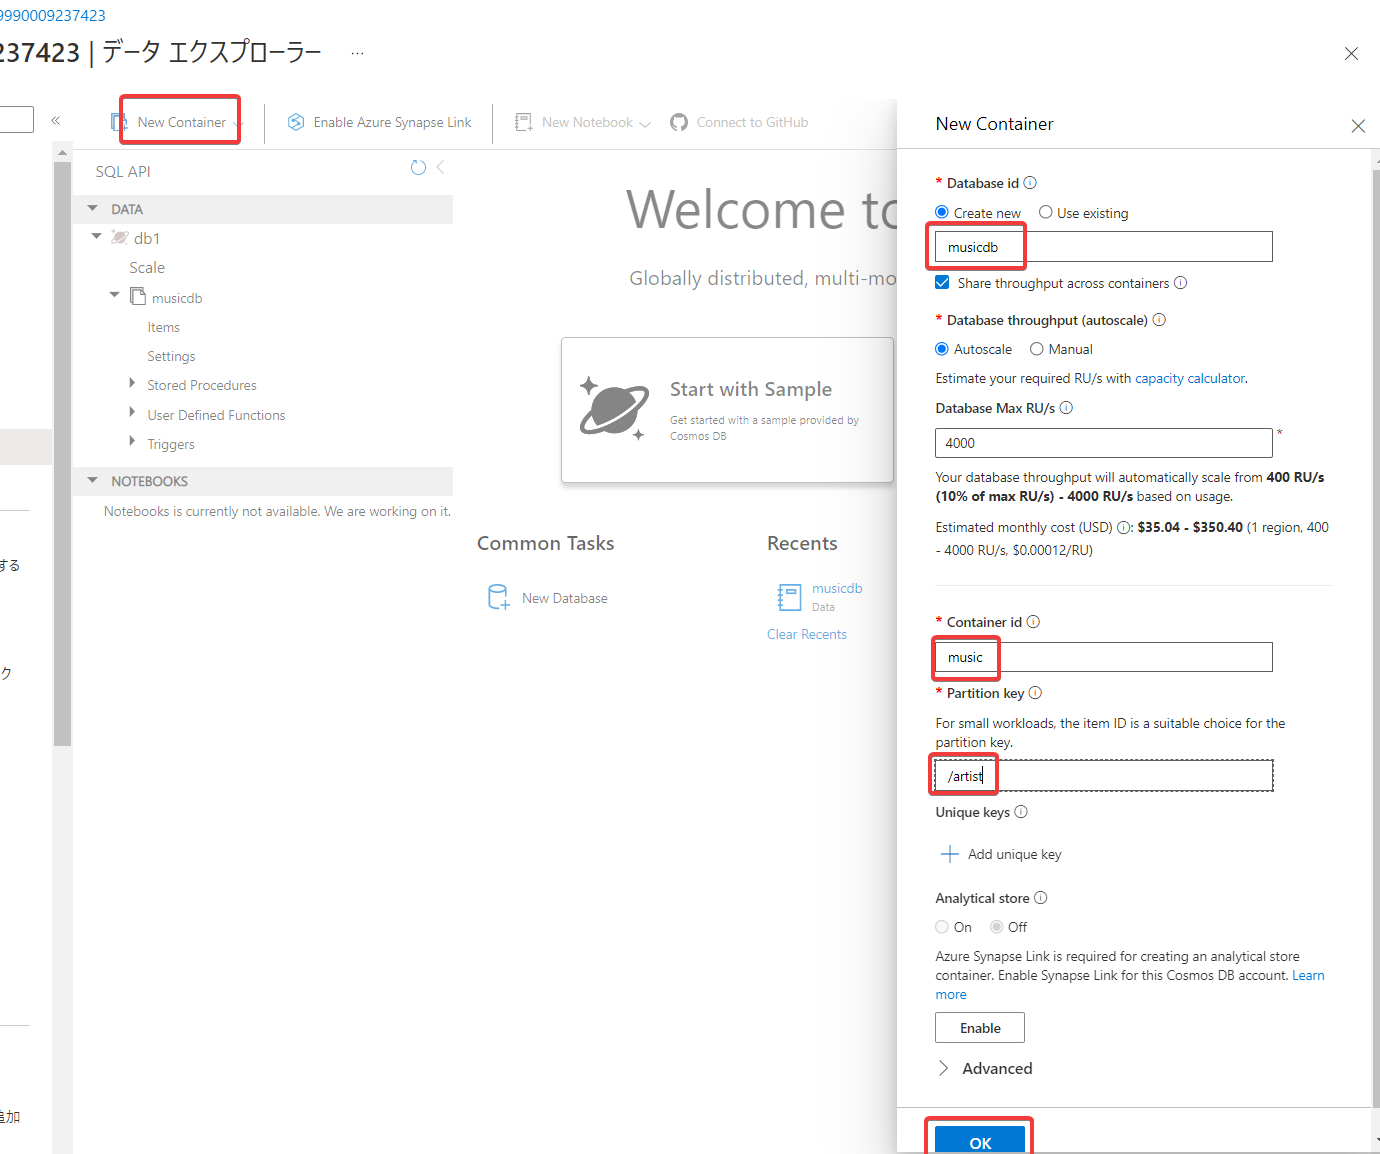 9990009237423
237423 | データ エクスプローラー ...
New Container
Enable Azure Synapse Link
New Notebook
Connect to GitHub
SQL API
DATA
db1
Scale
musicdb
Items
Settings
Stored Procedures
User Defined Functions
Triggers
NOTEBOOKS
Notebooks is currently not available. We are working on it.
する
ク
追加
Welcome to
Globally distributed, multi-mo
Start with Sample
Get started with a sample provided by
Cosmos DB
Common Tasks
New Database
Recents
musicdb
Data
Clear Recents
New Container
* Database id
Create new Use existing
musicdb
Share throughput across containers
* Database throughput (autoscale)
Autoscale Manual
Estimate your required RU/s with capacity calculator.
Database Max RU/s
4000 *
Your database throughput will automatically scale from 400 RU/s
(10% of max RU/s) - 4000 RU/s based on usage.
Estimated monthly cost (USD) : $35.04 - $350.40 (1 region, 400
- 4000 RU/s, $0.00012/RU)
* Container id
music
* Partition key
For small workloads, the item ID is a suitable choice for the
partition key.
/artist
Unique keys
Add unique key
Analytical store
On Off
Azure Synapse Link is required for creating an analytical store
container. Enable Synapse Link for this Cosmos DB account. Learn
more
Enable
Advanced
OK